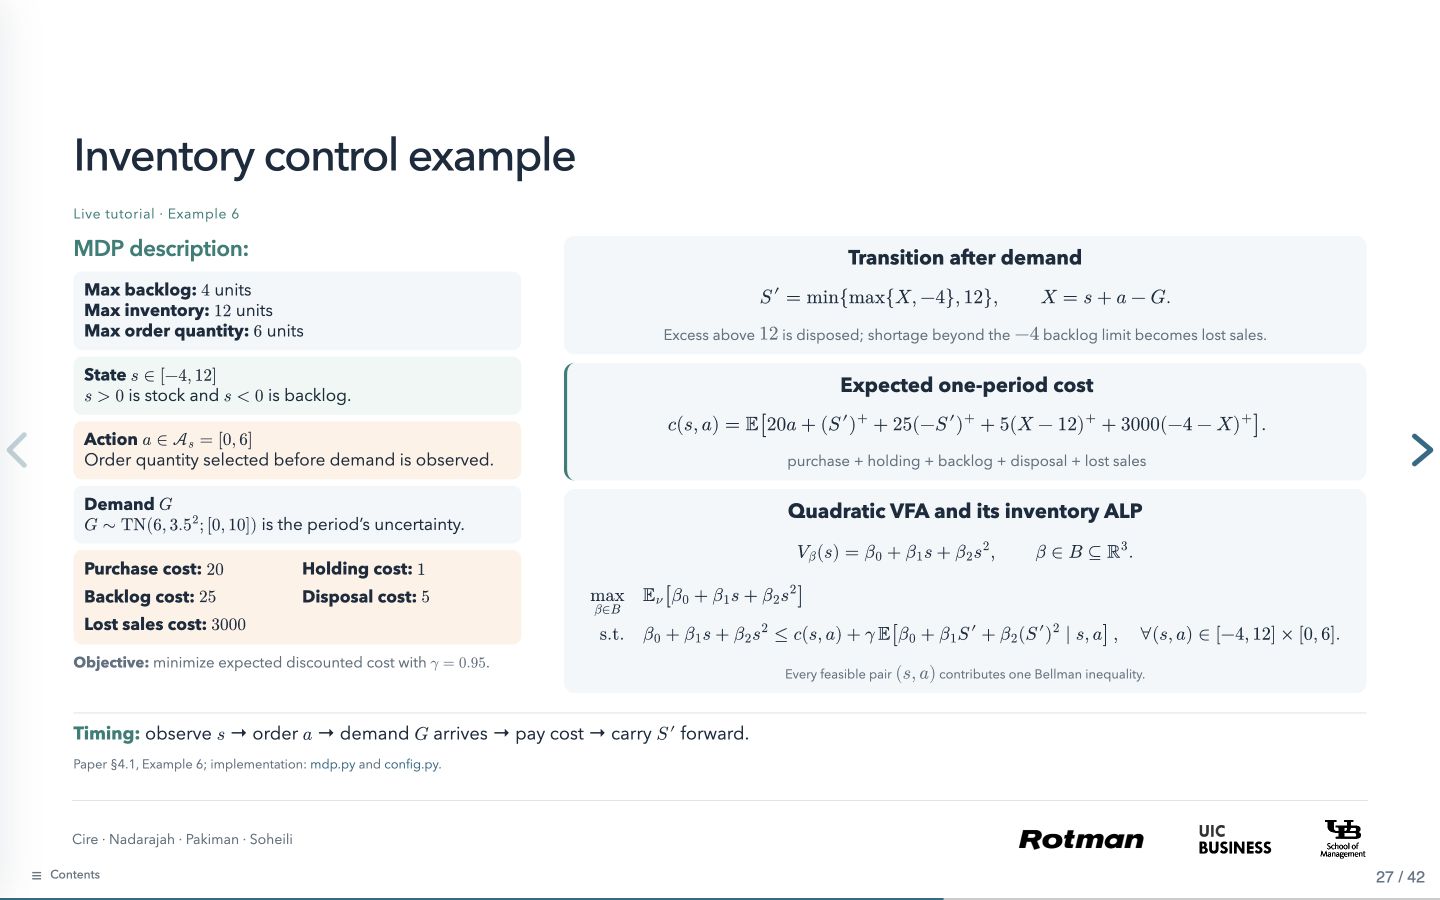 Inventory control example
Live tutorial · Example 6
MDP description:
Max backlog: 4 units
Max inventory: 12 units
Max order quantity: 6 units
State s ∈ [−4, 12]
s > 0 is stock and s < 0 is backlog.
Action a ∈ 𝒜ₛ = [0, 6]
Order quantity selected before demand is observed.
Demand G
G ∼ TN(6, 3.5²; [0, 10]) is the period’s uncertainty.
Purchase cost: 20 Holding cost: 1
Backlog cost: 25 Disposal cost: 5
Lost sales cost: 3000
Objective: minimize expected discounted cost with γ = 0.95.
Transition after demand
S′ = min{max{X, −4}, 12}, X = s + a − G.
Excess above 12 is disposed; shortage beyond the −4 backlog limit becomes lost sales.
Expected one-period cost
c(s, a) = 𝔼[20a + (S′)⁺ + 25(−S′)⁺ + 5(X − 12)⁺ + 3000(−4 − X)⁺].
purchase + holding + backlog + disposal + lost sales
Quadratic VFA and its inventory ALP
V_β(s) = β₀ + β₁s + β₂s², β ∈ B ⊆ ℝ³.
max 𝔼_ν[β₀ + β₁s + β₂s²]
β∈B
s.t. β₀ + β₁s + β₂s² ≤ c(s, a) + γ 𝔼[β₀ + β₁S′ + β₂(S′)² | s, a] , ∀(s, a) ∈ [−4, 12] × [0, 6].
Every feasible pair (s, a) contributes one Bellman inequality.
Timing: observe s → order a → demand G arrives → pay cost → carry S′ forward.
Paper §4.1, Example 6; implementation: mdp.py and config.py.
Cire · Nadarajah · Pakiman · Soheili
Rotman
UIC
BUSINESS
UB
School of
Management
≡ Contents
27 / 42